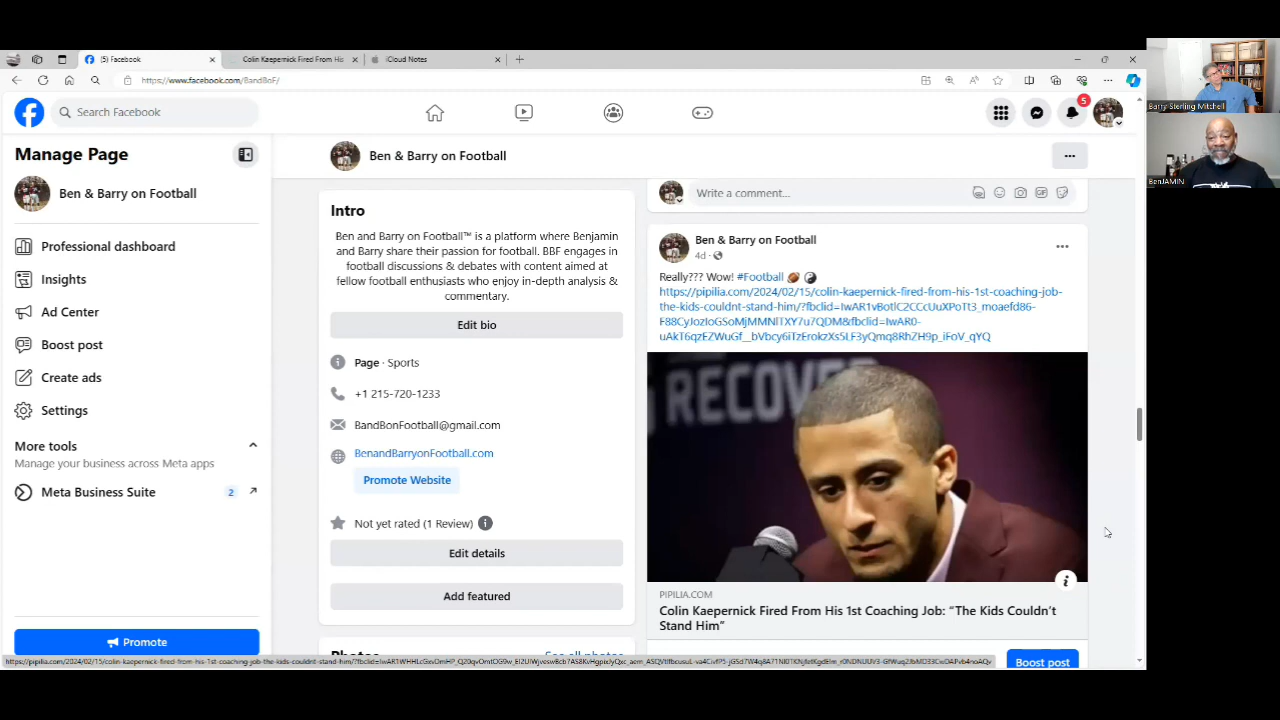 (5) Facebook
Colin Kaepernick Fired From His
iCloud Notes
https://www.facebook.com/BandBoF/
Search Facebook
5
Manage Page
Ben & Barry on Football
Professional dashboard
Insights
Ad Center
Boost post
Create ads
Settings
More tools
Manage your business across Meta apps
Meta Business Suite
2
Promote
Ben & Barry on Football
Intro
Ben and Barry on Football™ is a platform where Benjamin
and Barry share their passion for football. BBF engages in
football discussions & debates with content aimed at
fellow football enthusiasts who enjoy in-depth analysis &
commentary.
Edit bio
Page · Sports
+1 215-720-1233
BandBonFootball@gmail.com
BenandBarryonFootball.com
Promote Website
Not yet rated (1 Review)
Edit details
Add featured
Photos
See all photos
Write a comment...
Ben & Barry on Football
4d
Really??? Wow! #Football
https://pipilia.com/2024/02/15/colin-kaepernick-fired-from-his-1st-coaching-job-
the-kids-couldnt-stand-him/?fbclid=
RECOVE
PIPILIA.COM
Colin Kaepernick Fired From His 1st Coaching Job: “The Kids Couldn’t
Stand Him”
Boost post
Barry Sterling Mitchell
BenJAMIN